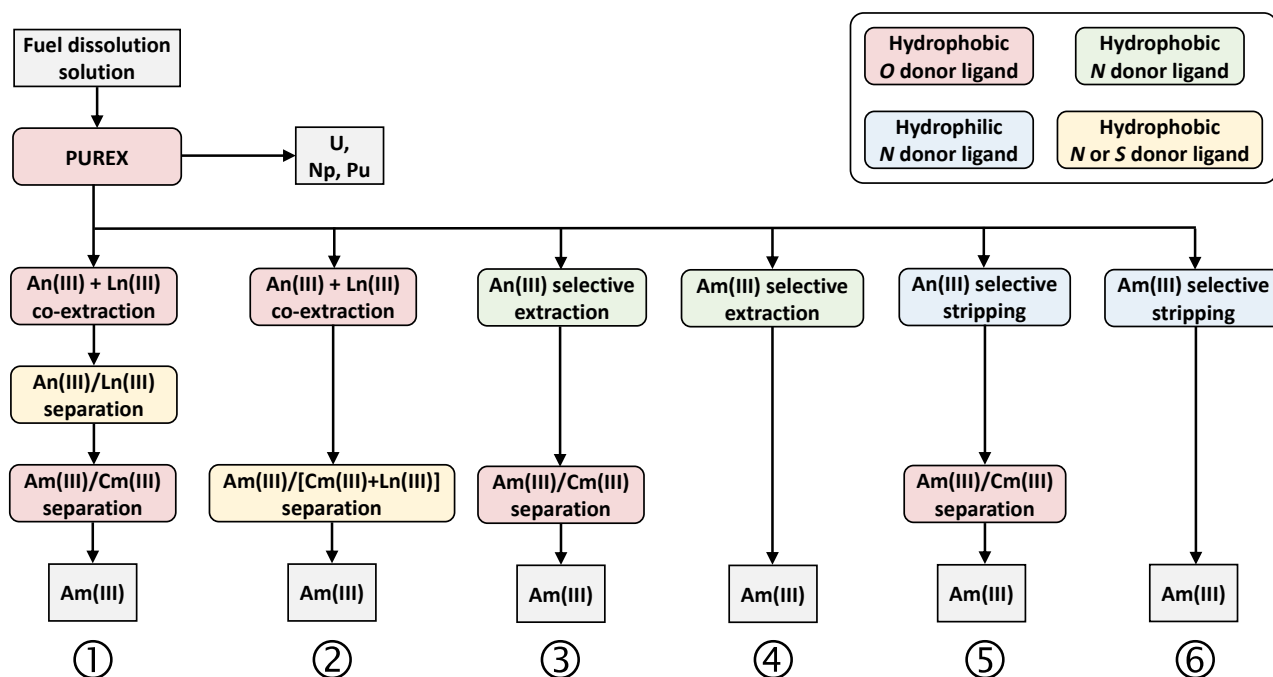 Fuel dissolution
solution
PUREX
U,
Np, Pu
Hydrophobic
O donor ligand
Hydrophobic
N donor ligand
Hydrophilic
N donor ligand
Hydrophobic
N or S donor ligand
An(III) + Ln(III)
co-extraction
An(III)/Ln(III)
separation
Am(III)/Cm(III)
separation
Am(III)
①
An(III) + Ln(III)
co-extraction
Am(III)/[Cm(III)+Ln(III)]
separation
Am(III)
②
An(III) selective
extraction
Am(III)/Cm(III)
separation
Am(III)
③
Am(III) selective
extraction
Am(III)
④
An(III) selective
stripping
Am(III)/Cm(III)
separation
Am(III)
⑤
Am(III) selective
stripping
Am(III)
⑥